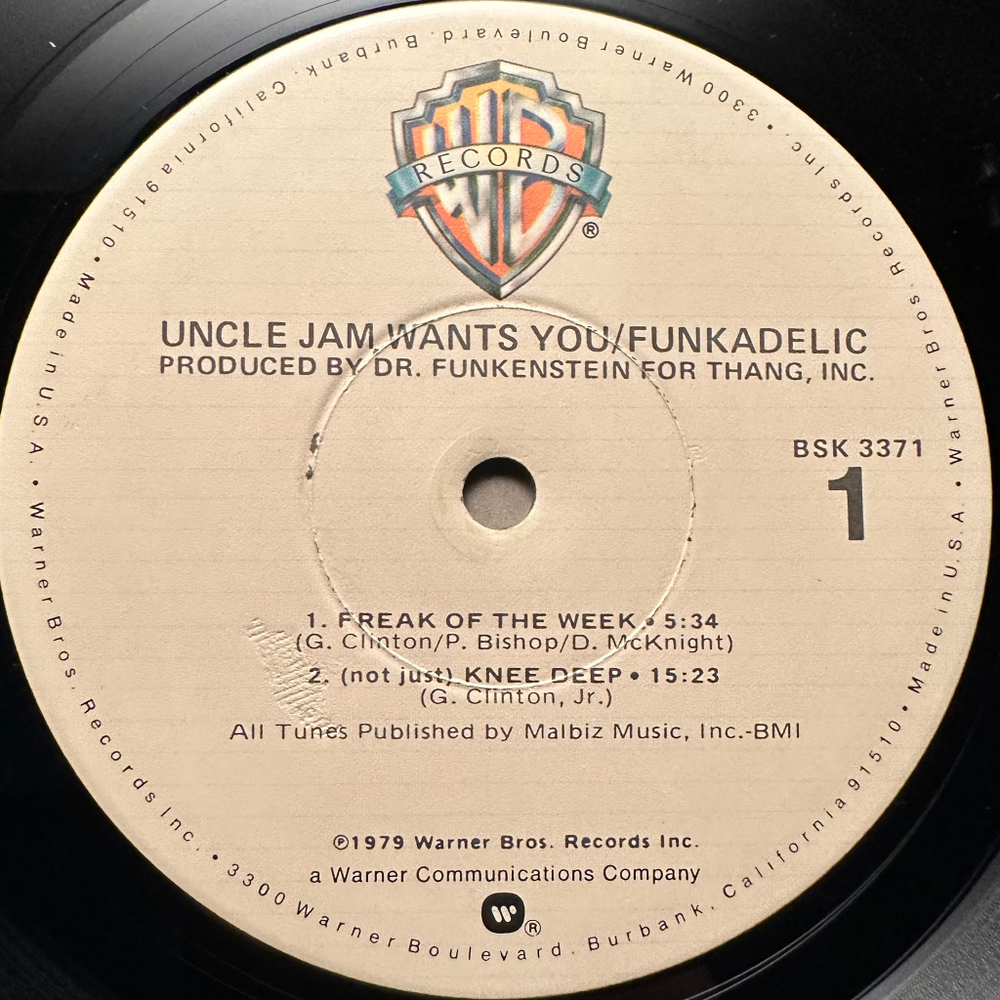 WB
RECORDS
®
UNCLE JAM WANTS YOU/FUNKADELIC
PRODUCED BY DR. FUNKENSTEIN FOR THANG, INC.
BSK 3371
1
1. FREAK OF THE WEEK • 5:34
(G. Clinton/P. Bishop/D. McKnight)
2. (not just) KNEE DEEP • 15:23
(G. Clinton, Jr.)
All Tunes Published by Malbiz Music, Inc.-BMI
℗1979 Warner Bros. Records Inc.
a Warner Communications Company
W ®
Warner Bros. Records Inc. • 3300 Warner Boulevard. Burbank, California 91510 • Made in U.S.A. • Warner Bros. Records Inc. • 3300 Warner Boulevard. Burbank, California 91510 • Made in U.S.A. •